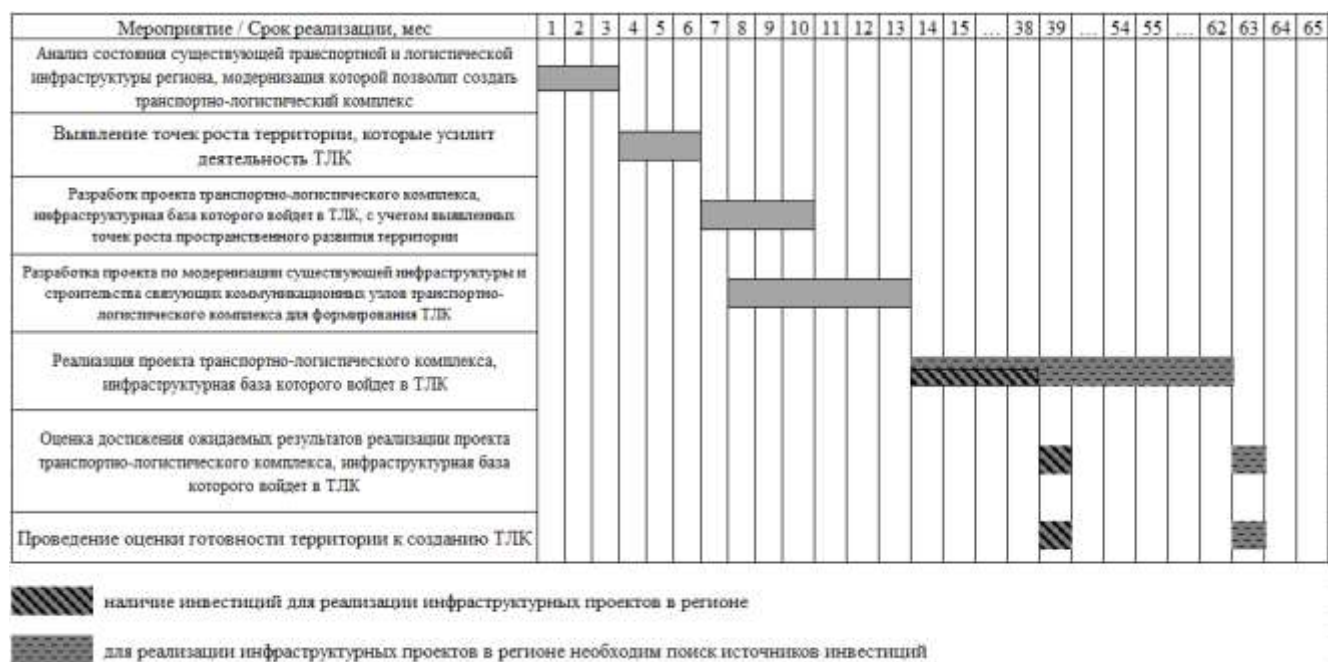 Мероприятие / Срок реализации, мес 1 2 3 4 5 6 7 8 9 10 11 12 13 14 15 ... 38 39 ... 54 55 ... 62 63 64 65
Анализ состояния существующей транспортной и логистической
инфраструктуры региона, модернизация которой позволит создать
транспортно-логистический комплекс
Выявление точек роста территории, которые усилит
деятельность ТЛК
Разработк проекта транспортно-логистического комплекса,
инфраструктурная база которого войдет в ТЛК, с учетом выявленных
точек роста пространственного развития территории
Разработка проекта по модернизации существующей инфраструктуры и
строительства связующих коммуникационных узлов транспортно-
логистического комплекса для формирования ТЛК
Реализация проекта транспортно-логистического комплекса,
инфраструктурная база которого войдет в ТЛК
Оценка достижения ожидаемых результатов реализации проекта
транспортно-логистического комплекса, инфраструктурная база
которого войдет в ТЛК
Проведение оценки готовности территории к созданию ТЛК
наличие инвестиций для реализации инфраструктурных проектов в регионе
для реализации инфраструктурных проектов в регионе необходим поиск источников инвестиций